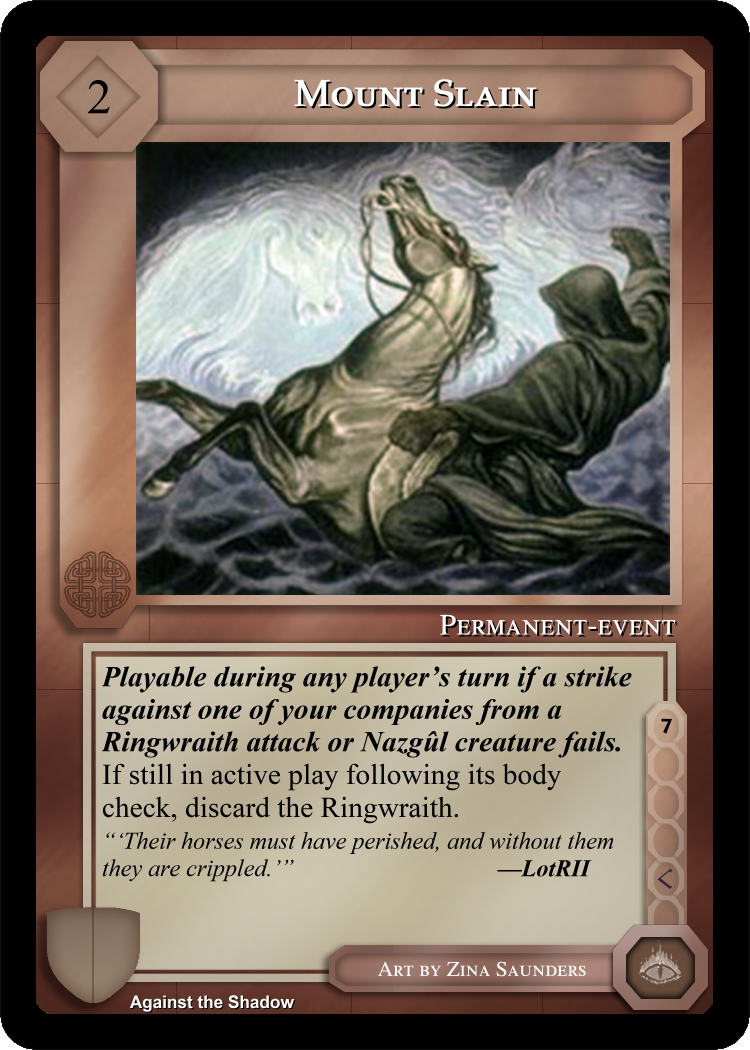 2
Mount Slain
Permanent-event
Playable during any player's turn if a strike
against one of your companies from a
Ringwraith attack or Nazgûl creature fails.
If still in active play following its body
check, discard the Ringwraith.
“‘Their horses must have perished, and without them
they are crippled.’”
—LotRII
7
Art by Zina Saunders
Against the Shadow